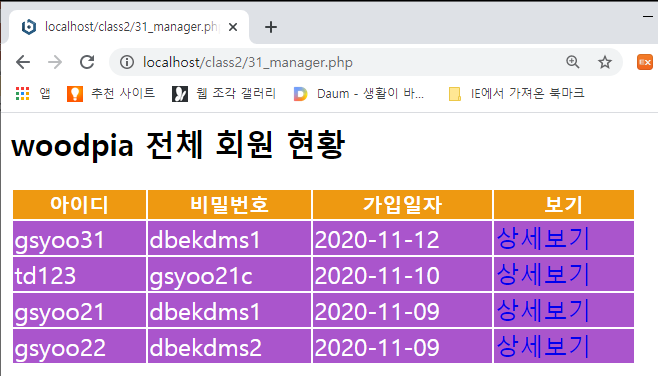 localhost/class2/31_manager.php
localhost/class2/31_manager.php
앱 추천 사이트 웹 조각 갤러리 Daum - 생활이 바... IE에서 가져온 북마크
woodpia 전체 회원 현황
아이디 비밀번호 가입일자 보기
gsyoo31 dbekdms1 2020-11-12 상세보기
td123 gsyoo21c 2020-11-10 상세보기
gsyoo21 dbekdms1 2020-11-09 상세보기
gsyoo22 dbekdms2 2020-11-09 상세보기